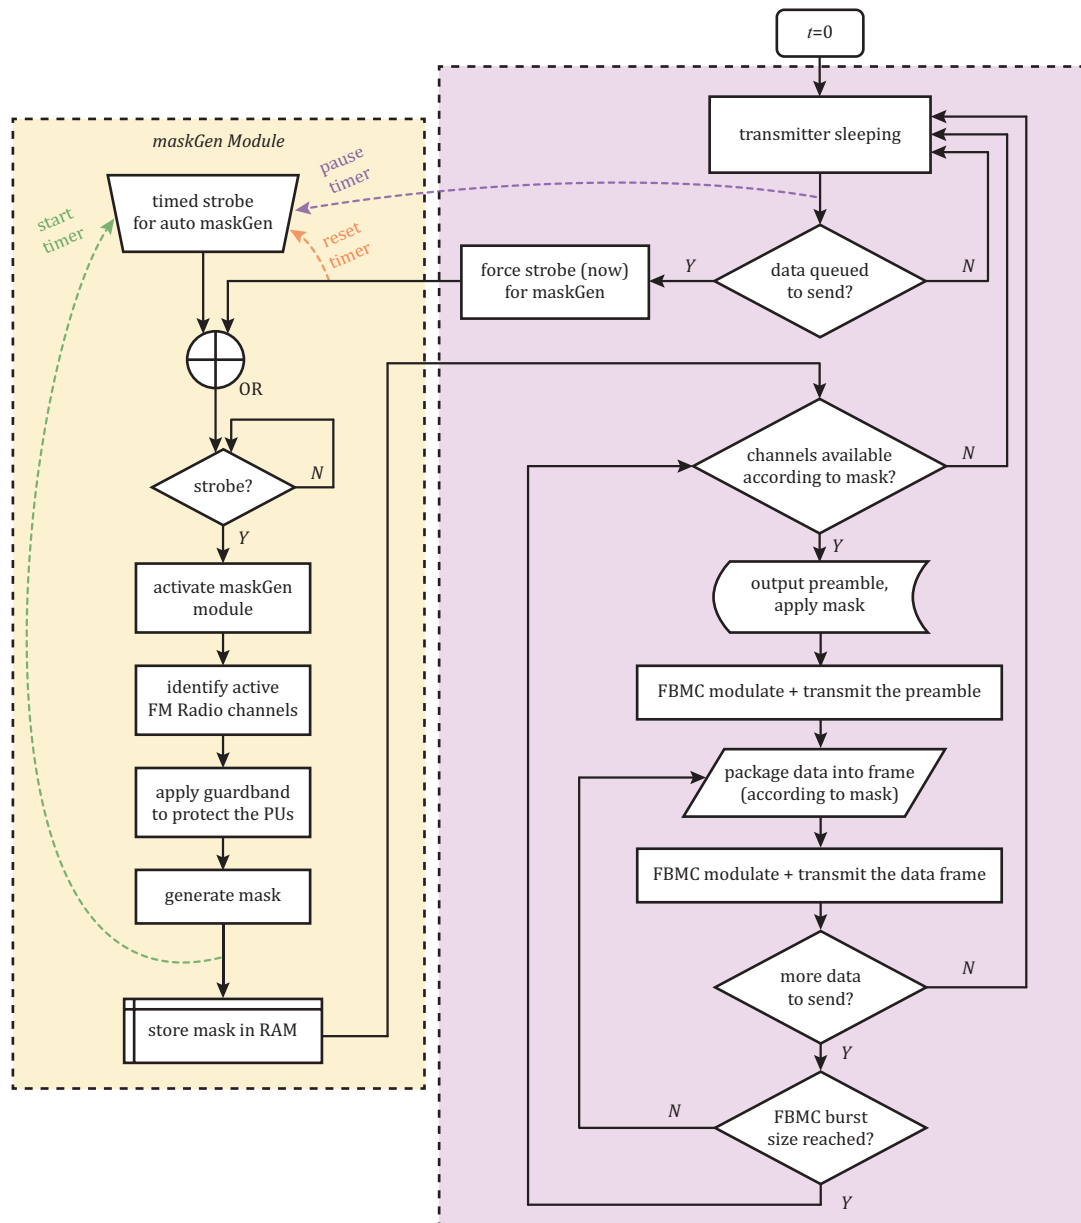 t=0
maskGen Module
timed strobe
for auto maskGen
start
timer
pause
timer
reset
timer
transmitter sleeping
force strobe (now)
for maskGen
Y
data queued
to send?
N
OR
strobe?
N
Y
activate maskGen
module
identify active
FM Radio channels
apply guardband
to protect the PUs
generate mask
store mask in RAM
channels available
according to mask?
N
Y
output preamble,
apply mask
FBMC modulate + transmit the preamble
package data into frame
(according to mask)
FBMC modulate + transmit the data frame
more data
to send?
N
Y
FBMC burst
size reached?
N
Y